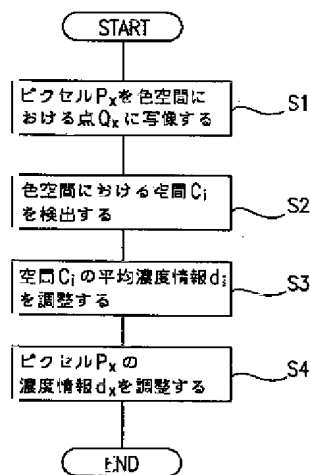 START
ピクセルPxを色空間に
おける点Qxに写像する
S1
色空間における空間Ci
を検出する
S2
空間Ciの平均濃度情報di
を調整する
S3
ピクセルPxの
濃度情報dxを調整する
S4
END